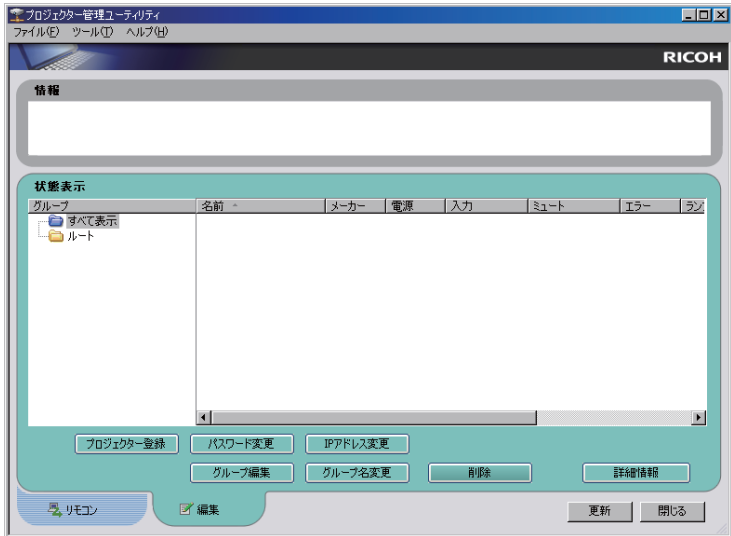 プロジェクター管理ユーティリティ
ファイル(F) ツール(T) ヘルプ(H)
RICOH
情報
状態表示
グループ 名前 メーカー 電源 入力 ミュート エラー ラン
すべて表示
ルート
プロジェクター登録 パスワード変更 IPアドレス変更
グループ編集 グループ名変更 削除 詳細情報
リモコン 編集 更新 閉じる